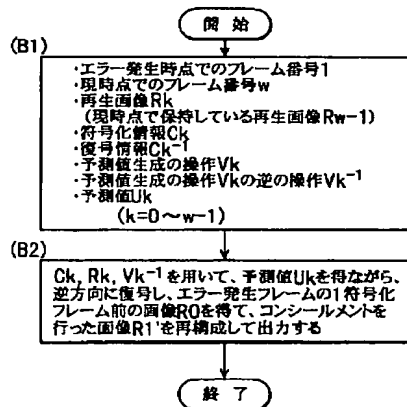 開始
(B1)
・エラー発生時点でのフレーム番号1
・現時点でのフレーム番号w
・再生画像Rk
(現時点で保持している再生画像Rw-1)
・符号化情報Ck
・復号情報Ck⁻¹
・予測値生成の操作Vk
・予測値生成の操作Vkの逆の操作Vk⁻¹
・予測値Uk
(k=0～w-1)
(B2)
Ck, Rk, Vk⁻¹を用いて、予測値Ukを得ながら、
逆方向に復号し、エラー発生フレームの1符号化
フレーム前の画像R0を得て、コンシールメントを
行った画像R1'を再構成して出力する
終了